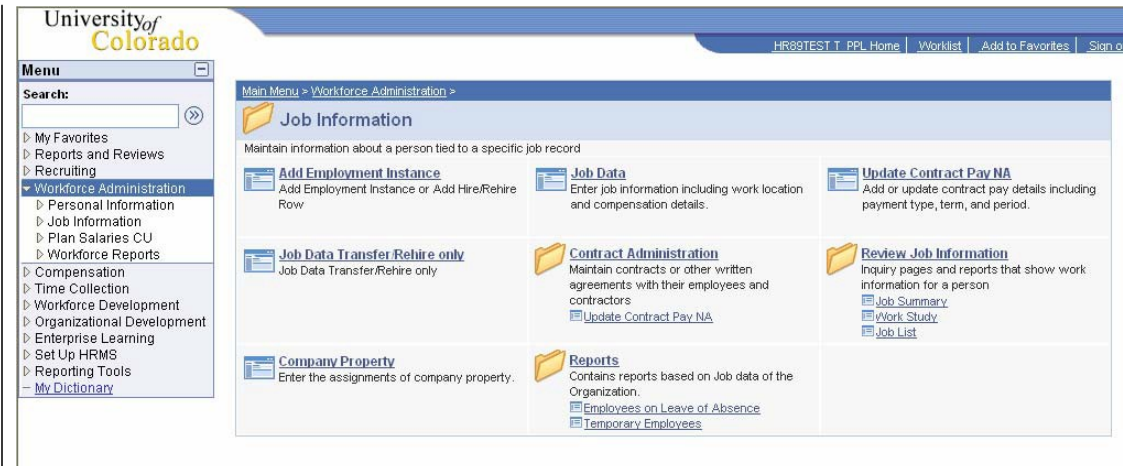 University of
Colorado
HR89TEST T PPL Home | Worklist | Add to Favorites | Sign o
Menu
Search:
My Favorites
Reports and Reviews
Recruiting
Workforce Administration
Personal Information
Job Information
Plan Salaries CU
Workforce Reports
Compensation
Time Collection
Workforce Development
Organizational Development
Enterprise Learning
Set Up HRMS
Reporting Tools
My Dictionary
Main Menu > Workforce Administration >
Job Information
Maintain information about a person tied to a specific job record
Add Employment Instance
Add Employment Instance or Add Hire/Rehire
Row
Job Data
Enter job information including work location
and compensation details.
Update Contract Pay NA
Add or update contract pay details including
payment type, term, and period.
Job Data Transfer/Rehire only
Job Data Transfer/Rehire only
Contract Administration
Maintain contracts or other written
agreements with their employees and
contractors
Update Contract Pay NA
Review Job Information
Inquiry pages and reports that show work
information for a person
Job Summary
Work Study
Job List
Company Property
Enter the assignments of company property.
Reports
Contains reports based on Job data of the
Organization.
Employees on Leave of Absence
Temporary Employees